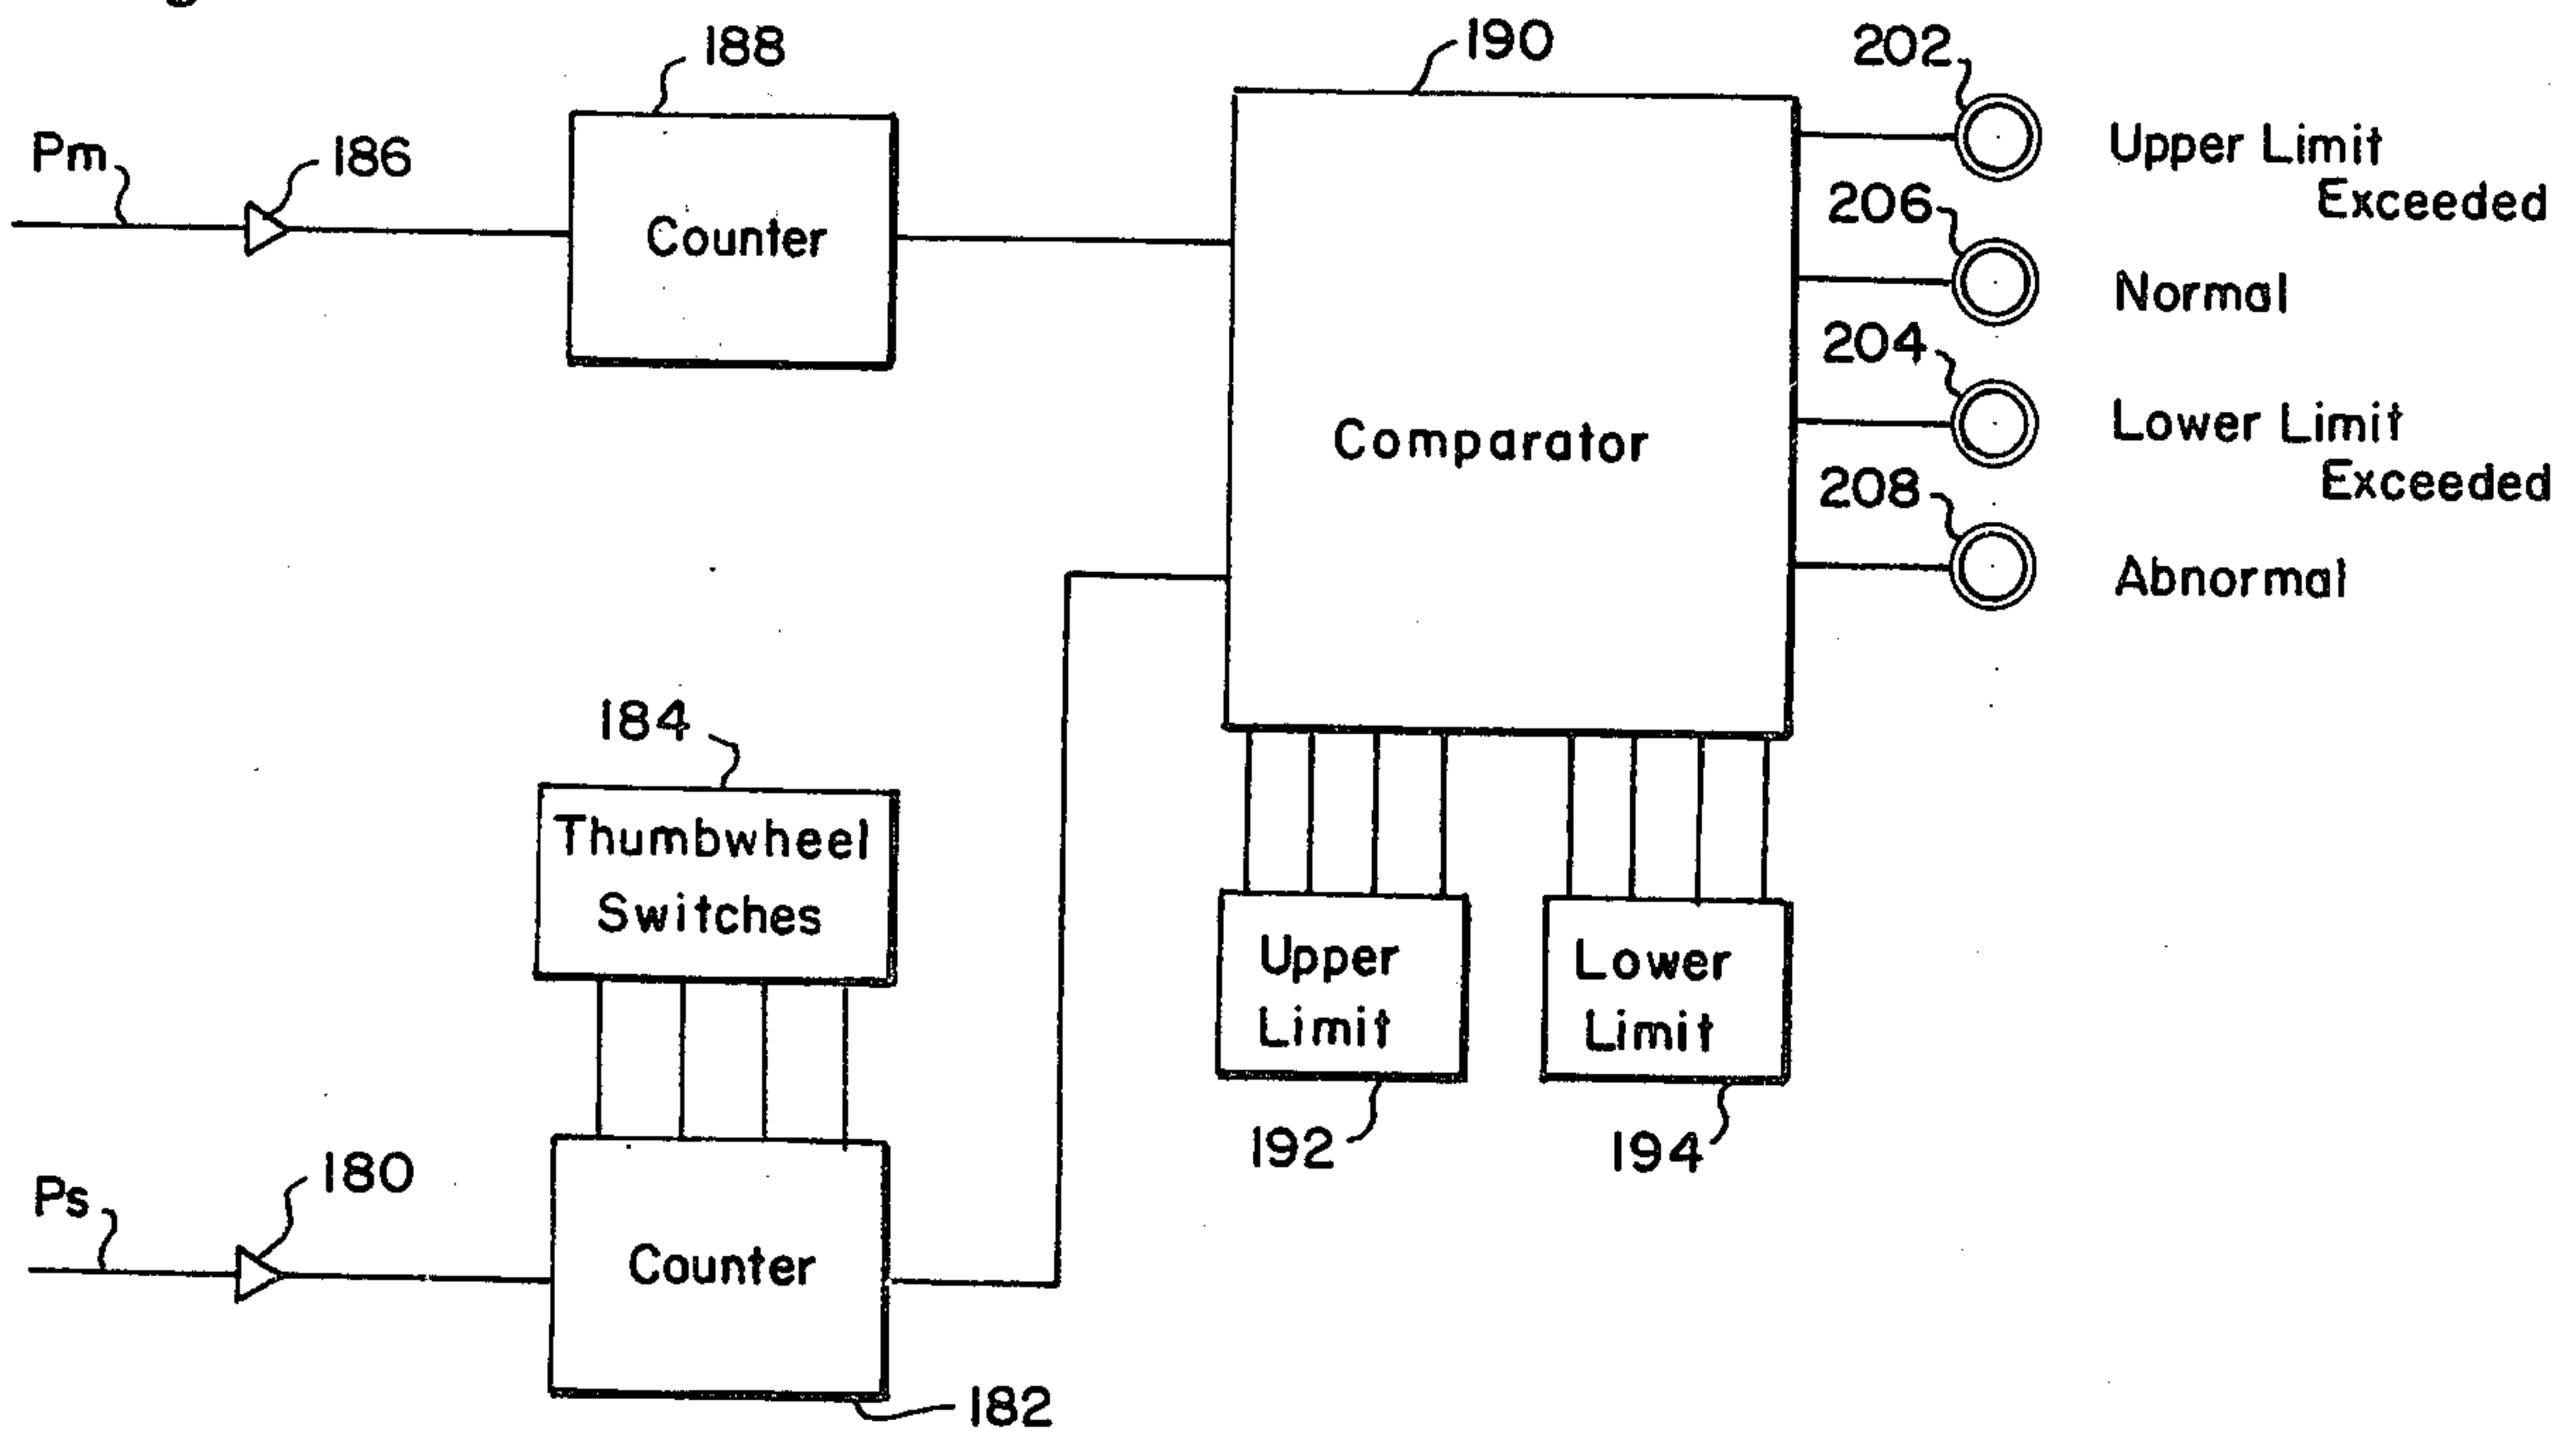 188
190
202
Pm
186
Upper Limit
Exceeded
206
Counter
Normal
204
Comparator
Lower Limit
Exceeded
208
Abnormal
184
Thumbwheel
Switches
Upper
Limit
Lower
Limit
192
194
Ps
180
Counter
182